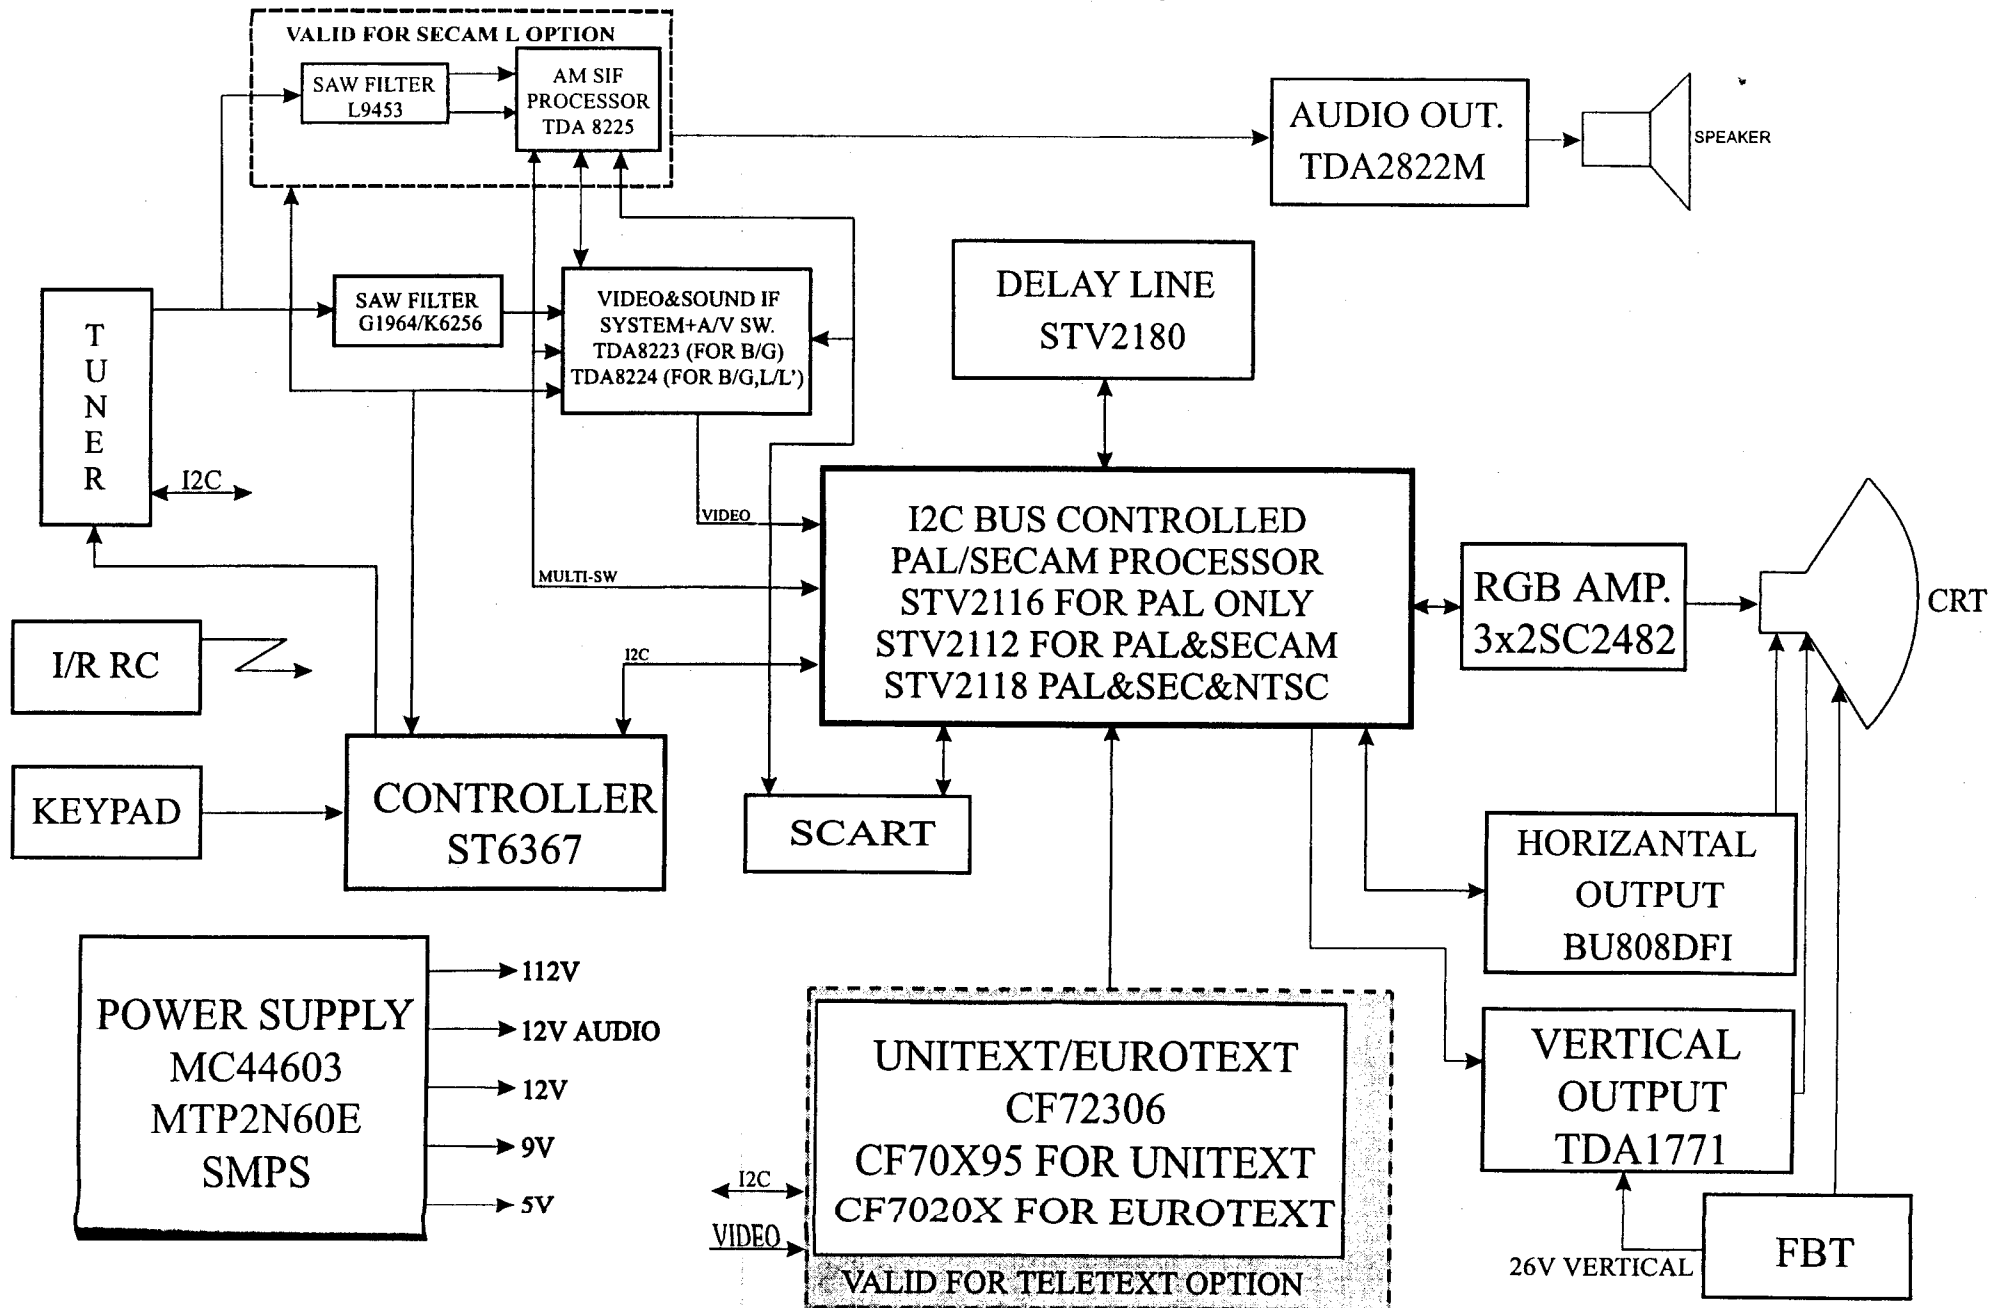 VALID FOR SECAM L OPTION
SAW FILTER
L9453
AM SIF
PROCESSOR
TDA 8225
AUDIO OUT.
TDA2822M
SPEAKER
TUNER
I2C
SAW FILTER
G1964/K6256
VIDEO&SOUND IF
SYSTEM+A/V SW.
TDA8223 (FOR B/G)
TDA8224 (FOR B/G,L/L')
DELAY LINE
STV2180
VIDEO
MULTI-SW
I2C
I2C BUS CONTROLLED
PAL/SECAM PROCESSOR
STV2116 FOR PAL ONLY
STV2112 FOR PAL&SECAM
STV2118 PAL&SEC&NTSC
RGB AMP.
3x2SC2482
CRT
I/R RC
KEYPAD
CONTROLLER
ST6367
SCART
HORIZANTAL
OUTPUT
BU808DFI
POWER SUPPLY
MC44603
MTP2N60E
SMPS
112V
12V AUDIO
12V
9V
5V
UNITEXT/EUROTEXT
CF72306
CF70X95 FOR UNITEXT
CF7020X FOR EUROTEXT
I2C
VIDEO
VALID FOR TELETEXT OPTION
VERTICAL
OUTPUT
TDA1771
26V VERTICAL
FBT